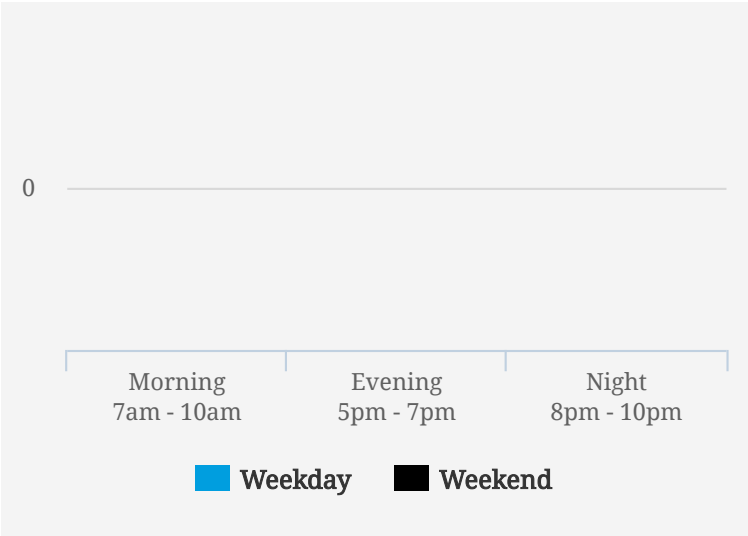 0
Morning
7am - 10am
Evening
5pm - 7pm
Night
8pm - 10pm
Weekday
Weekend